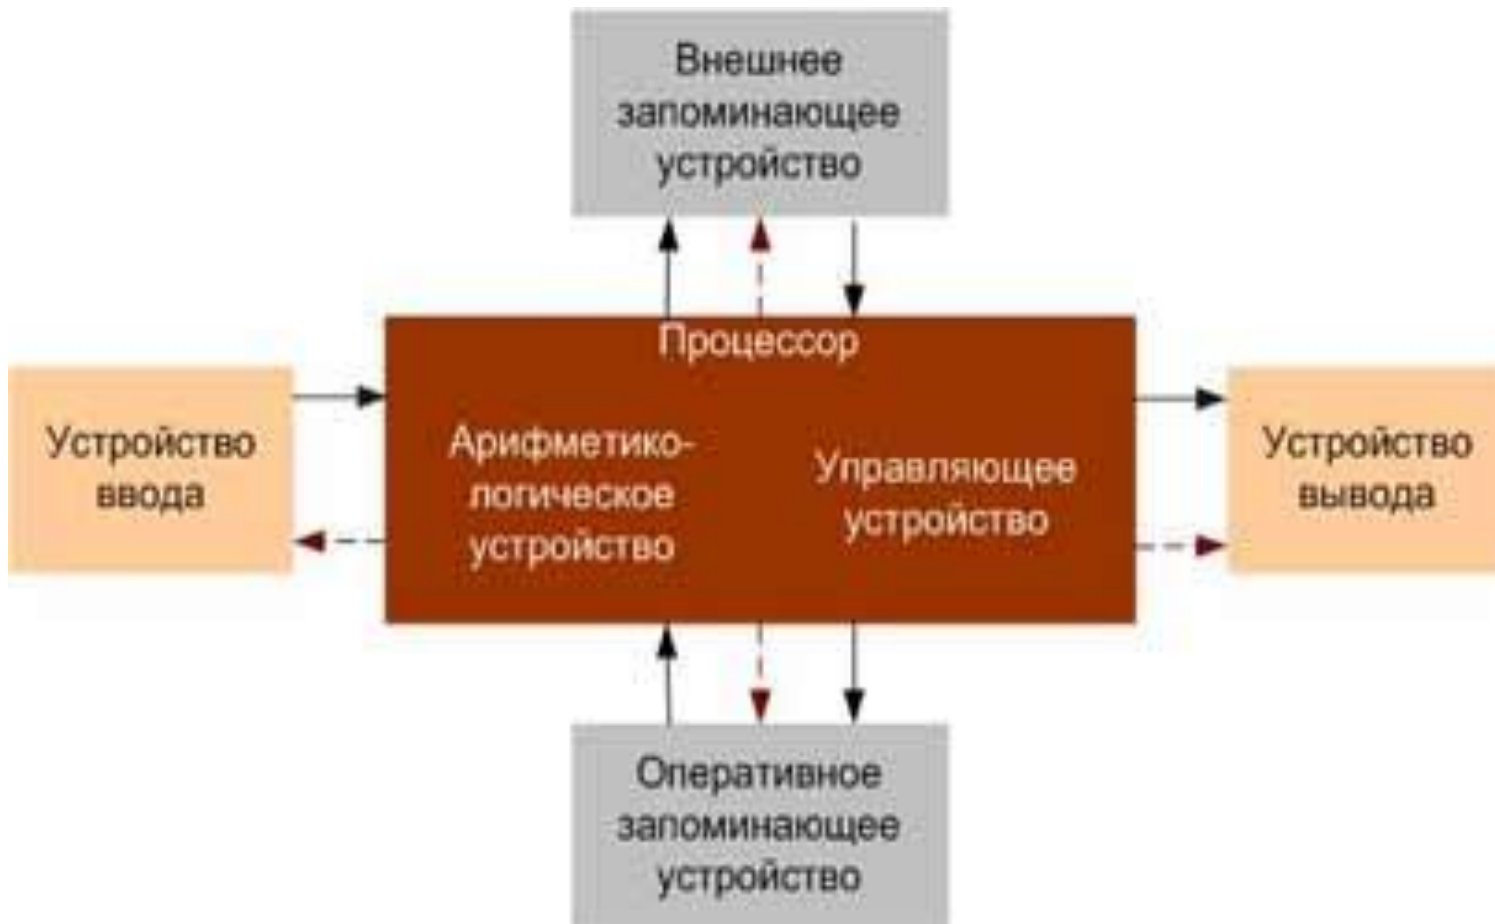 Внешнее
запоминающее
устройство
Процессор
Устройство
ввода
Арифметико-
логическое
устройство
Управляющее
устройство
Устройство
вывода
Оперативное
запоминающее
устройство